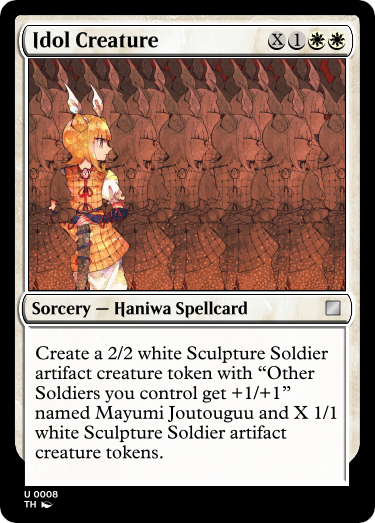 Idol Creature X1
Sorcery — Haniwa Spellcard
Create a 2/2 white Sculpture Soldier
artifact creature token with “Other
Soldiers you control get +1/+1”
named Mayumi Joutouguu and X 1/1
white Sculpture Soldier artifact
creature tokens.
U 0008
TH